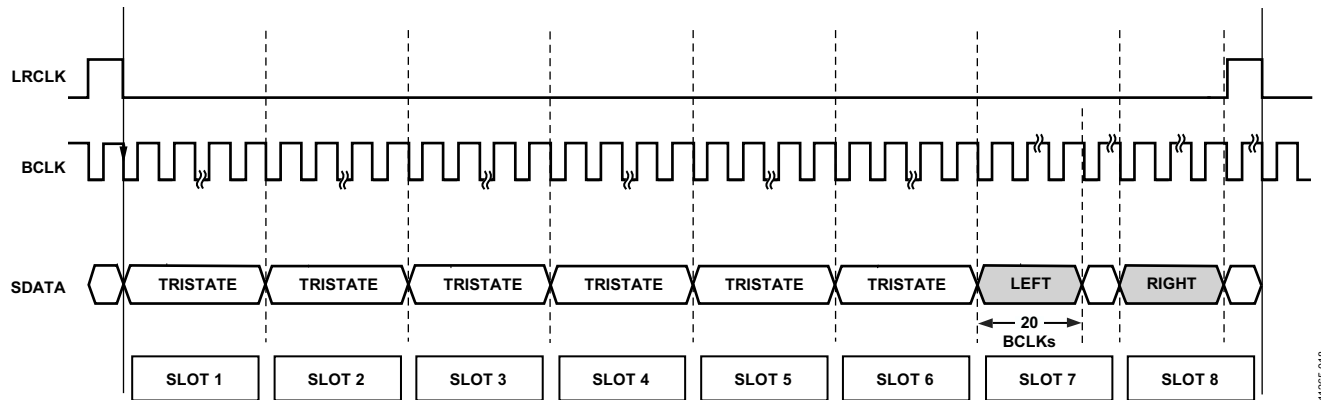 LRCLK
BCLK
SDATA
TRISTATE TRISTATE TRISTATE TRISTATE TRISTATE TRISTATE LEFT RIGHT
20
BCLKs
SLOT 1 SLOT 2 SLOT 3 SLOT 4 SLOT 5 SLOT 6 SLOT 7 SLOT 8